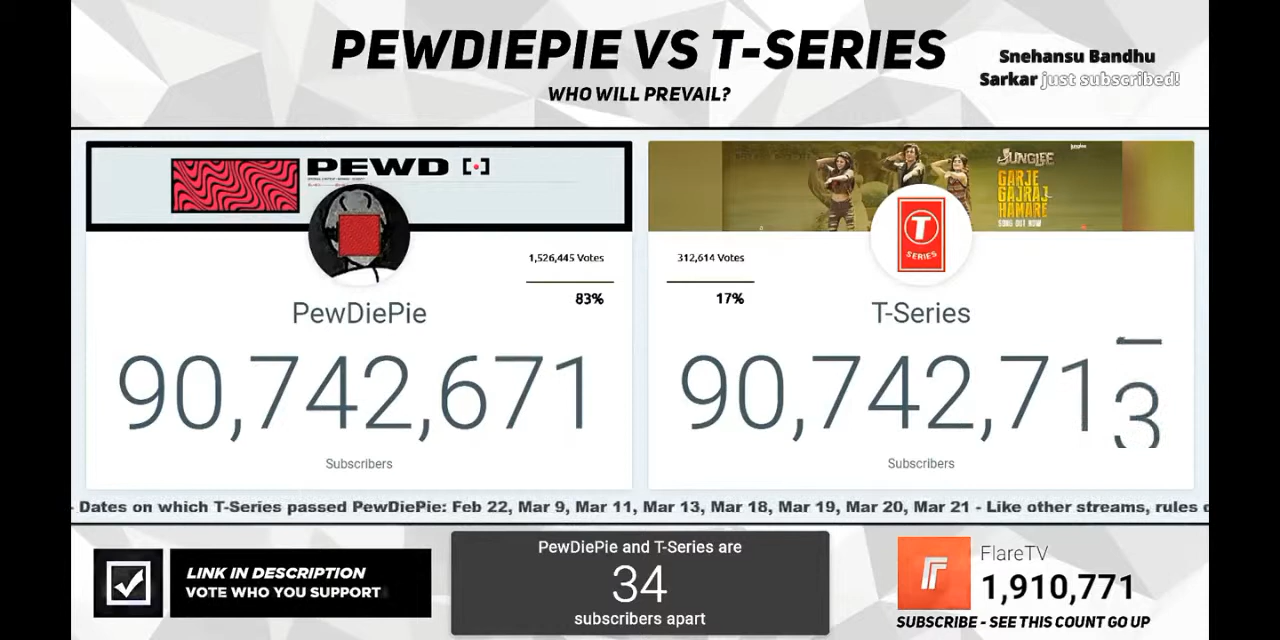 PEWDIEPIE VS T-SERIES
WHO WILL PREVAIL?
Snehansu Bandhu
Sarkar just subscribed!
PEWD [·]
1,526,445 Votes
83%
PewDiePie
90,742,671
Subscribers
JUNGLEE
GARJE
GAJRAJ
HAMARE
SONG OUT NOW
T
SERIES
312,614 Votes
17%
T-Series
90,742,713
Subscribers
- Dates on which T-Series passed PewDiePie: Feb 22, Mar 9, Mar 11, Mar 13, Mar 18, Mar 19, Mar 20, Mar 21 - Like other streams, rules
LINK IN DESCRIPTION
VOTE WHO YOU SUPPORT
PewDiePie and T-Series are
34
subscribers apart
FlareTV
1,910,771
SUBSCRIBE - SEE THIS COUNT GO UP